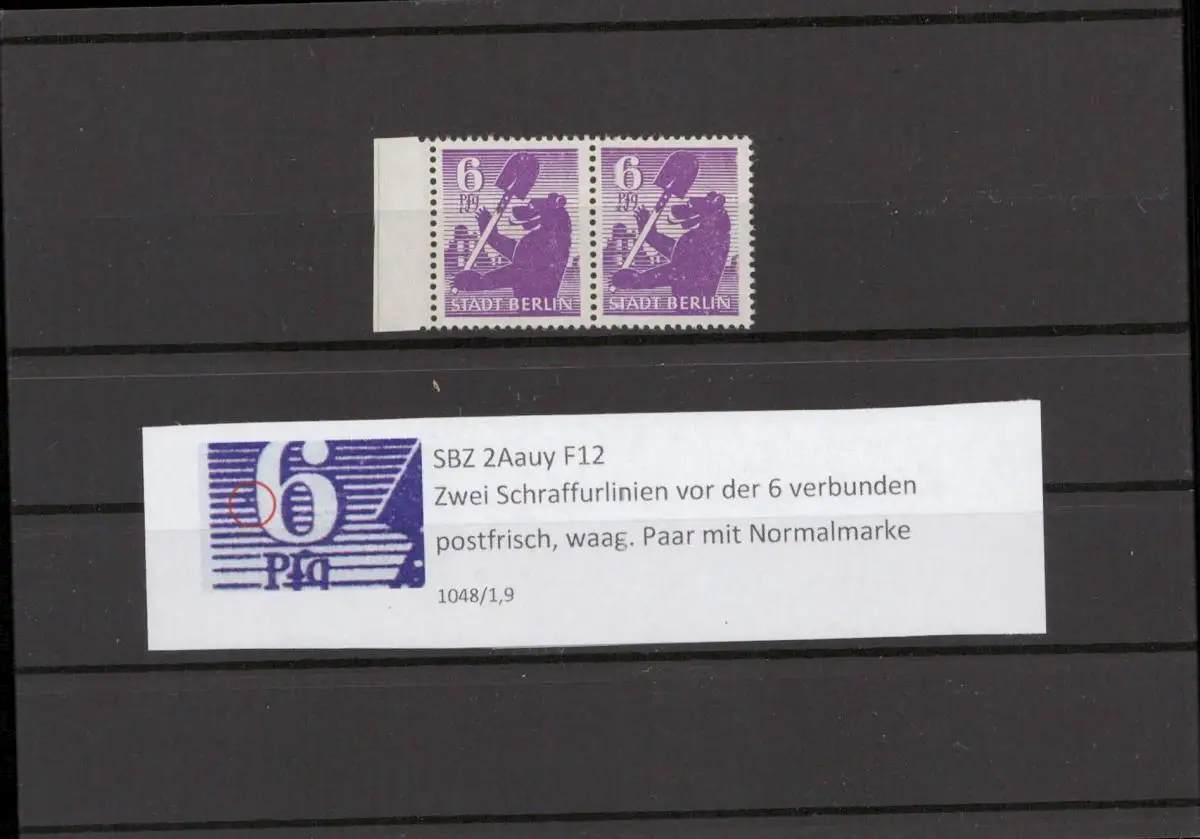 6 6
Pfg Pfg
STADT BERLIN STADT BERLIN
6
Pfg
SBZ 2Aauy F12
Zwei Schraffurlinien vor der 6 verbunden
postfrisch, waag. Paar mit Normalmarke
1048/1,9